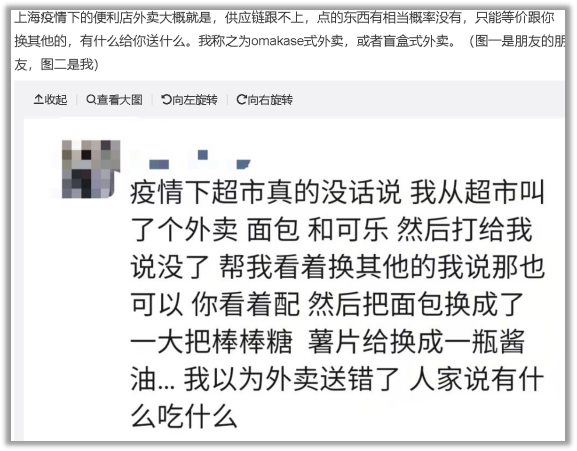 上海疫情下的便利店外卖大概就是，供应链跟不上，点的东西有相当概率没有，只能等价跟你
换其他的，有什么给你送什么。我称之为omakase式外卖，或者盲盒式外卖。（图一是朋友的朋
友，图二是我）
收起 查看大图 向左旋转 向右旋转
疫情下超市真的没话说 我从超市叫
了个外卖 面包 和可乐 然后打给我
说没了 帮我看着换其他的我说那也
可以 你看着配 然后把面包换成了
一大把棒棒糖 薯片给换成一瓶酱
油... 我以为外卖送错了 人家说有什
么吃什么